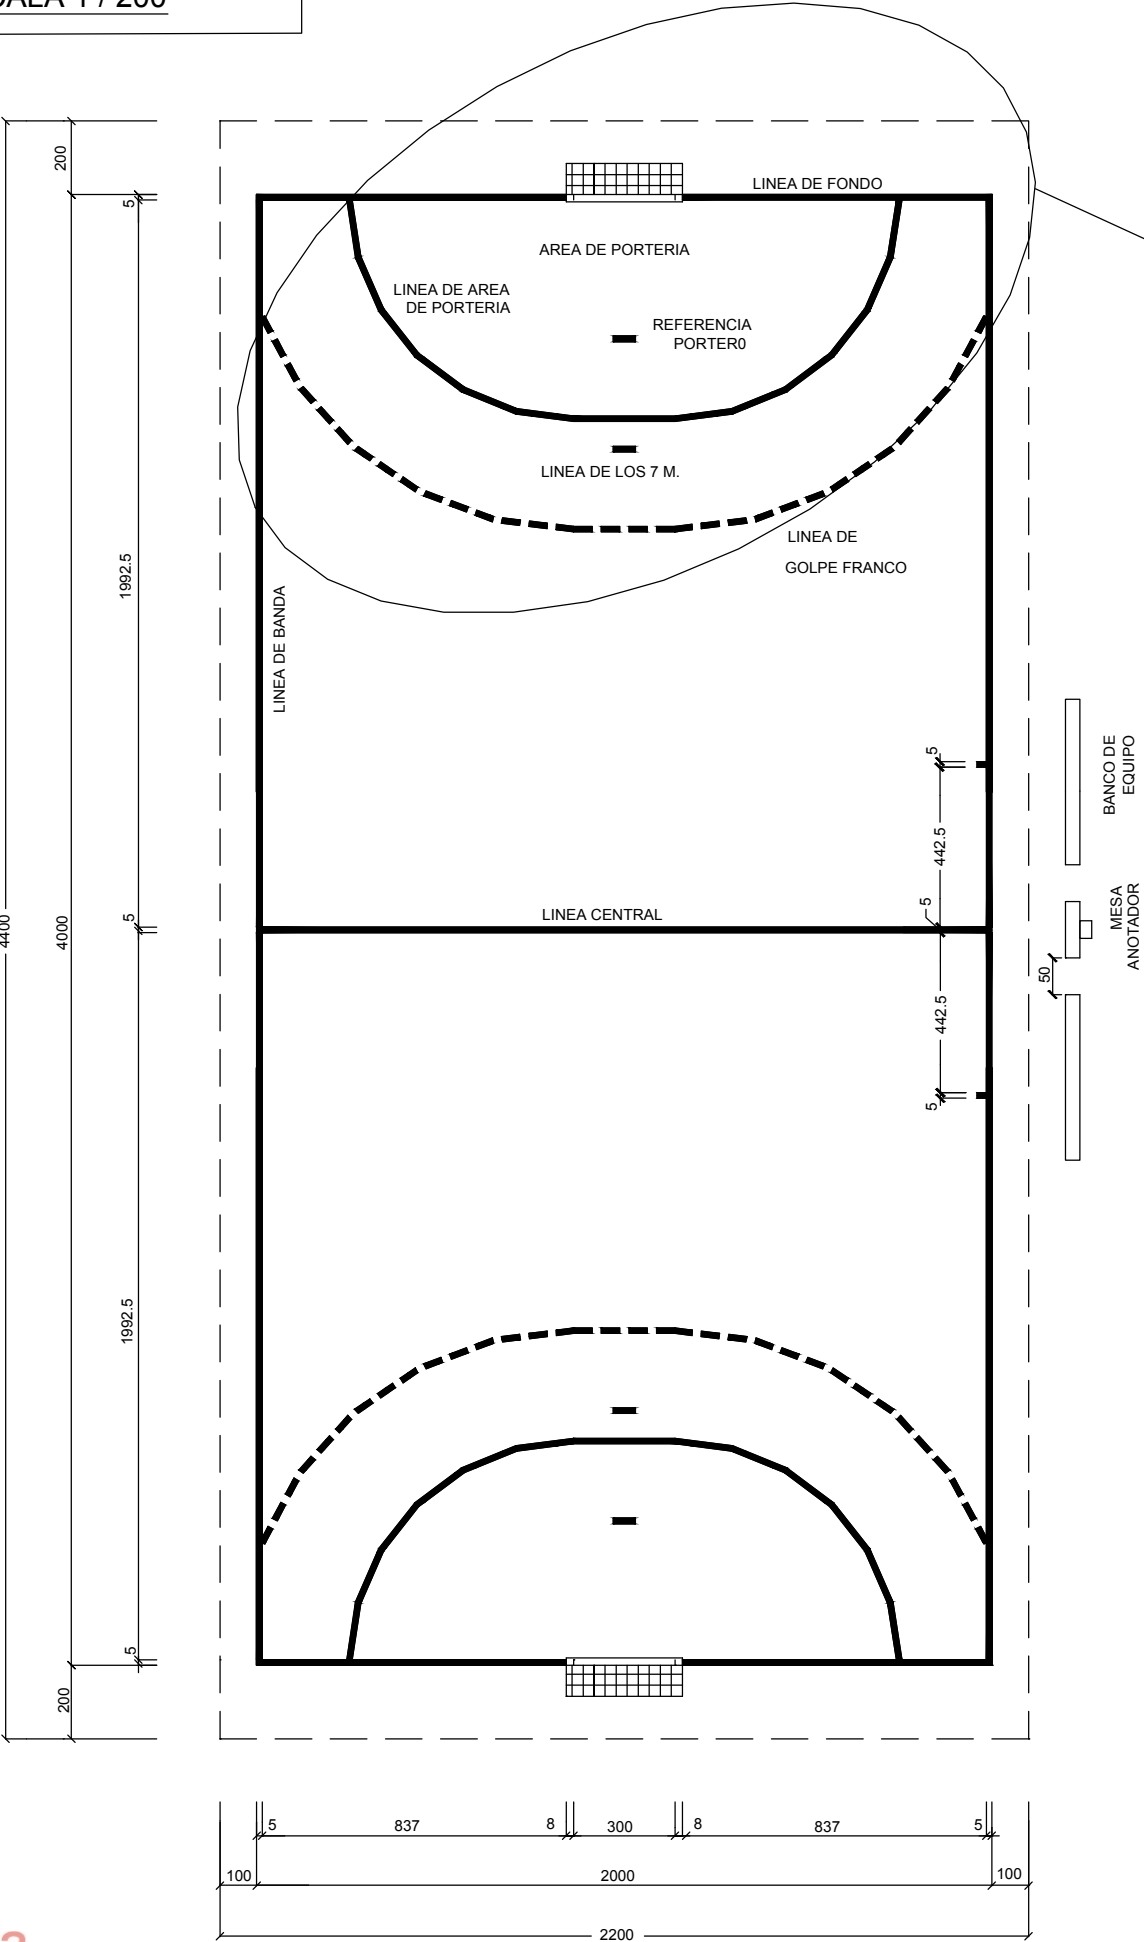 1 / 200
200
5
LINEA DE FONDO
AREA DE PORTERIA
LINEA DE AREA
DE PORTERIA
REFERENCIA
PORTER0
LINEA DE LOS 7 M.
LINEA DE
GOLPE FRANCO
1992.5
LINEA DE BANDA
5
442.5
BANCO DE
EQUIPO
4400
4000
5
LINEA CENTRAL
5
MESA
ANOTADOR
50
442.5
5
1992.5
5
200
5
837
8
300
8
837
5
100
2000
100
2200